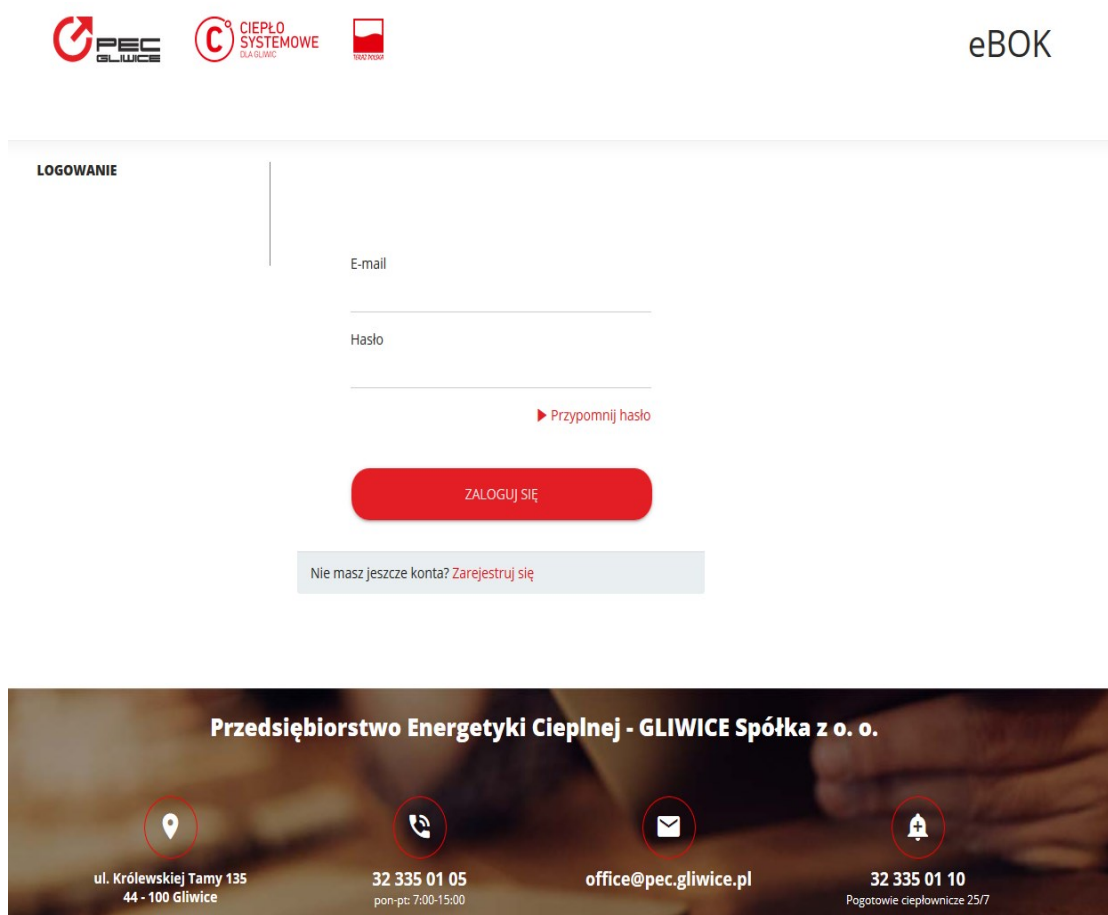 PEC
GLIWICE
CIEPŁO
SYSTEMOWE
DLA GLIWIC
TERAZ POLSKA
eBOK
LOGOWANIE
E-mail
Hasło
Przypomnij hasło
ZALOGUJ SIĘ
Nie masz jeszcze konta? Zarejestruj się
Przedsiębiorstwo Energetyki Cieplnej - GLIWICE Spółka z o. o.
ul. Królewskiej Tamy 135
44 - 100 Gliwice
32 335 01 05
pon-pt: 7:00-15:00
office@pec.gliwice.pl
32 335 01 10
Pogotowie ciepłownicze 25/7